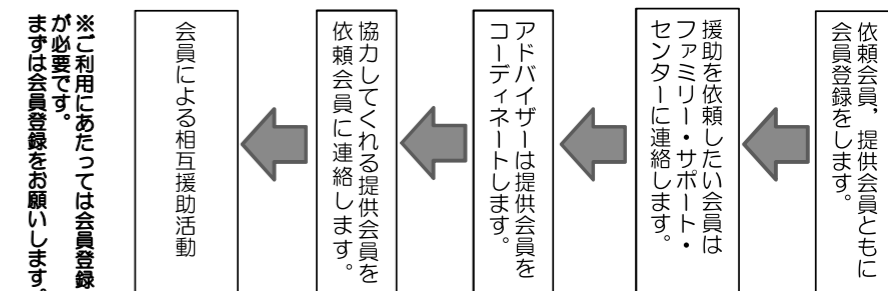 依頼会員，提供会員ともに
会員登録をします。
援助を依頼したい会員は
ファミリー・サポート・
センターに連絡します。
アドバイザーは提供会員を
コーディネートします。
協力してくれる提供会員を
依頼会員に連絡します。
会員による相互援助活動
※ご利用にあたっては会員登録
が必要です。
まずは会員登録をお願いします。